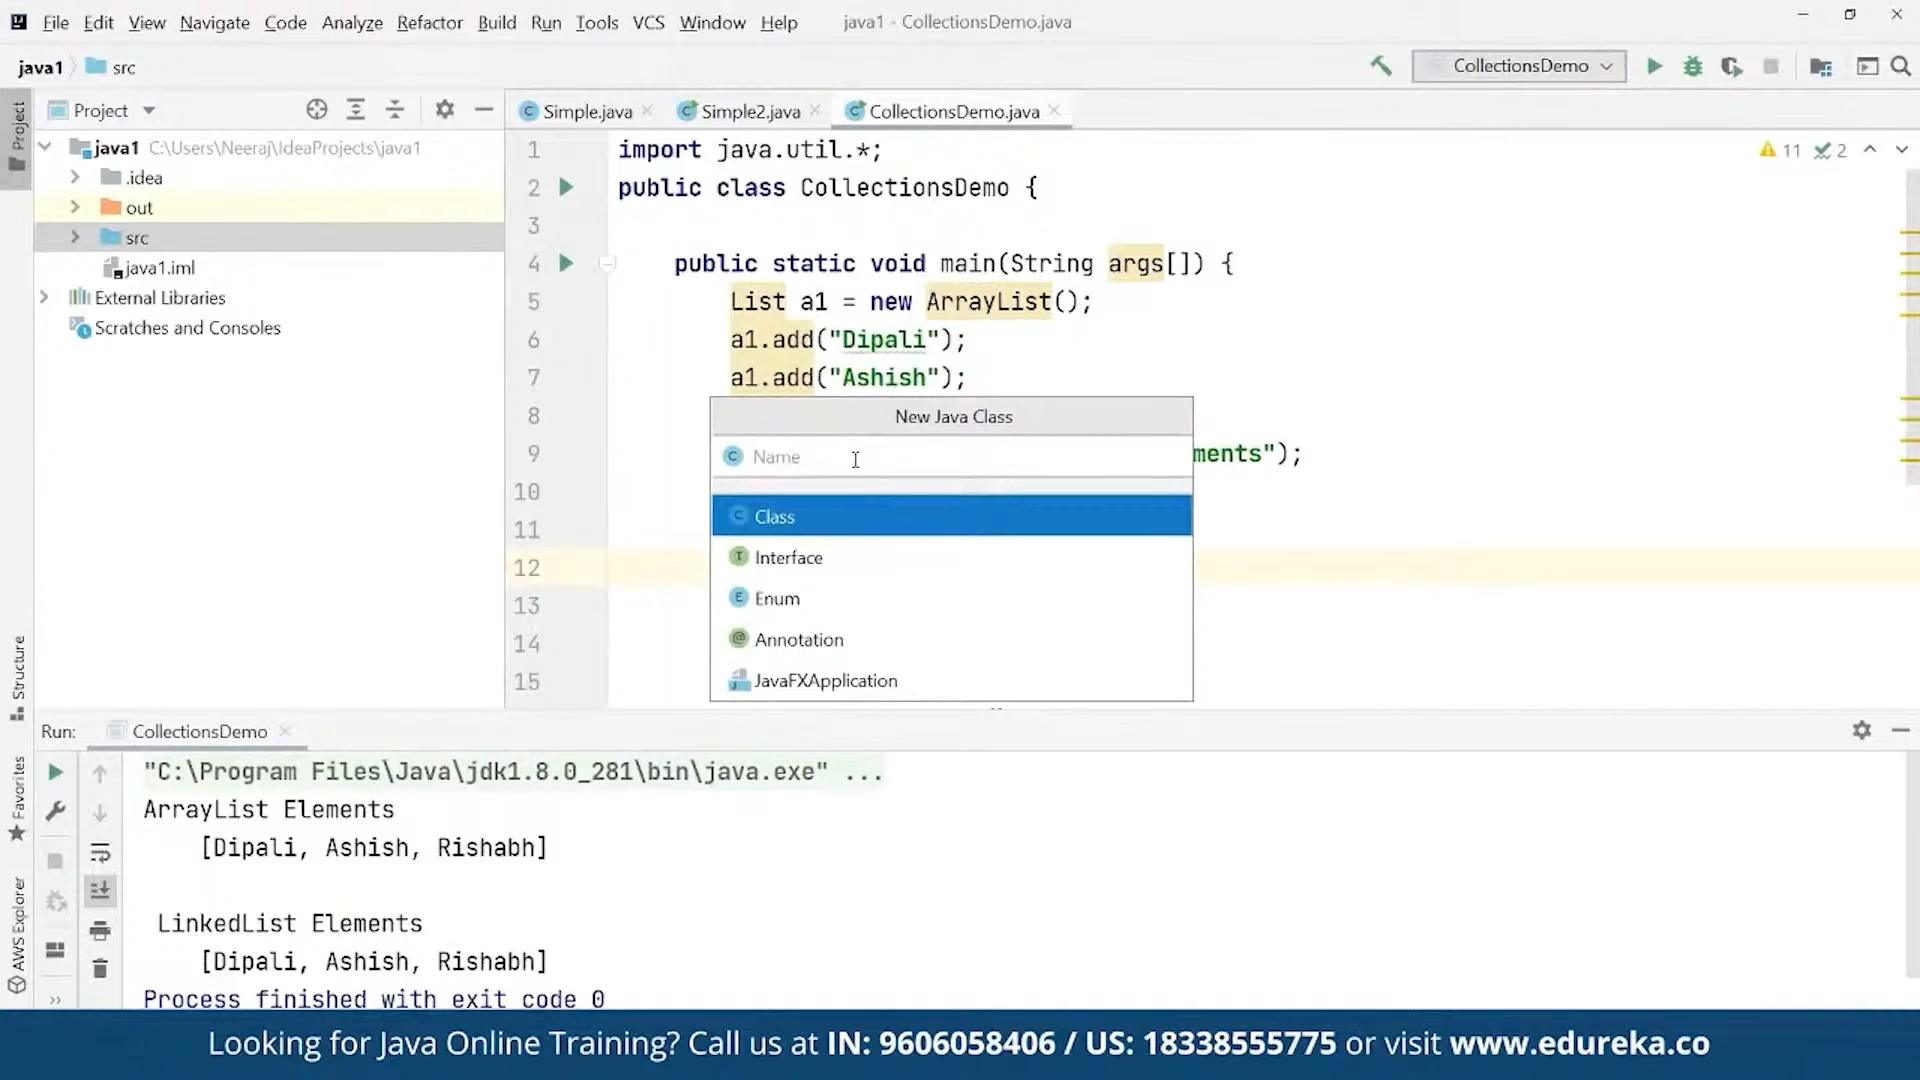 File Edit View Navigate Code Analyze Refactor Build Run Tools VCS Window Help java1 - CollectionsDemo.java
java1 src CollectionsDemo
Project
Simple.java Simple2.java CollectionsDemo.java
Project
java1 C:\Users\Neeraj\IdeaProjects\java1
.idea
out
src
java1.iml
External Libraries
Scratches and Consoles
1 import java.util.*;
11 2
2 public class CollectionsDemo {
3
4 public static void main(String args[]) {
5 List a1 = new ArrayList();
6 a1.add("Dipali");
7 a1.add("Ashish");
8
9 ments");
10
11
12
13
14
15
New Java Class
Name
Class
Interface
Enum
Annotation
JavaFXApplication
Structure
Favorites
AWS Explorer
Run: CollectionsDemo
"C:\Program Files\Java\jdk1.8.0_281\bin\java.exe" ...
ArrayList Elements
[Dipali, Ashish, Rishabh]
LinkedList Elements
[Dipali, Ashish, Rishabh]
Process finished with exit code 0
Looking for Java Online Training? Call us at IN: 9606058406 / US: 18338555775 or visit www.edureka.co